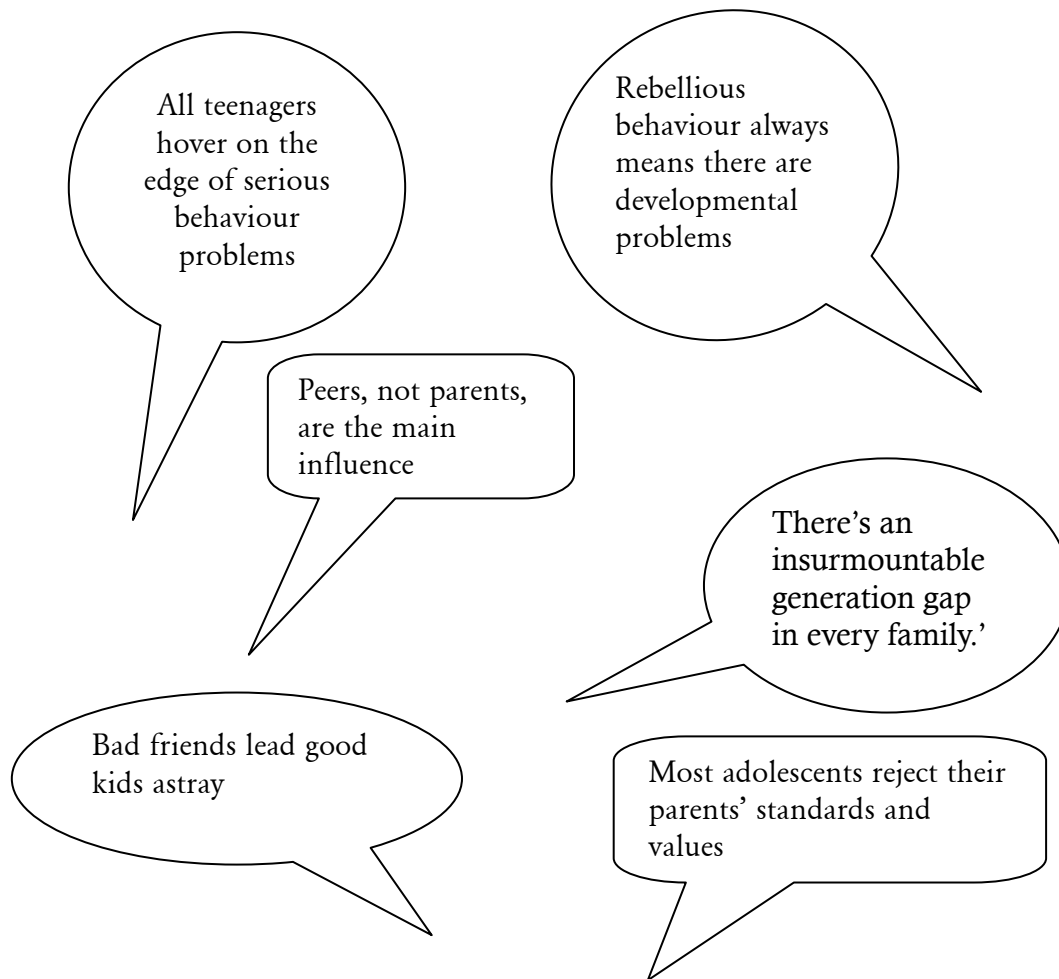 All teenagers
hover on the
edge of serious
behaviour
problems
Rebellious
behaviour always
means there are
developmental
problems
Peers, not parents,
are the main
influence
There’s an
insurmountable
generation gap
in every family.’
Bad friends lead good
kids astray
Most adolescents reject their
parents’ standards and
values